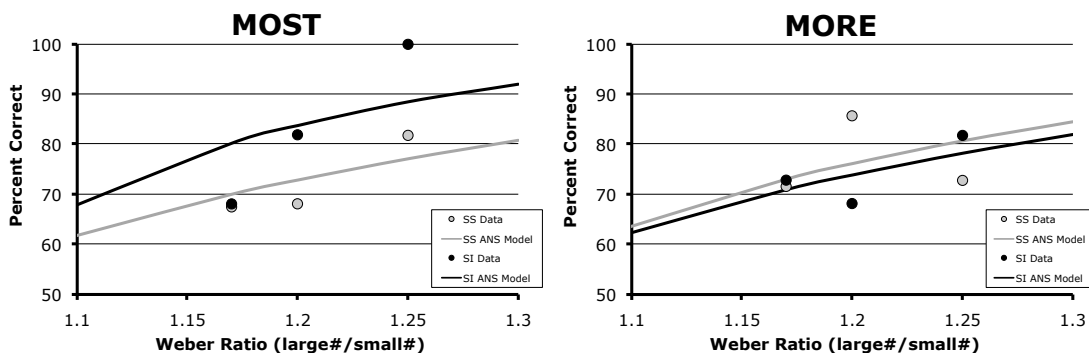 MOST
100
90
80
70
60
50
Percent Correct
1.1 1.15 1.2 1.25 1.3
Weber Ratio (large#/small#)
SS Data
SS ANS Model
SI Data
SI ANS Model
MORE
100
90
80
70
60
50
Percent Correct
1.1 1.15 1.2 1.25 1.3
Weber Ratio (large#/small#)
SS Data
SS ANS Model
SI Data
SI ANS Model